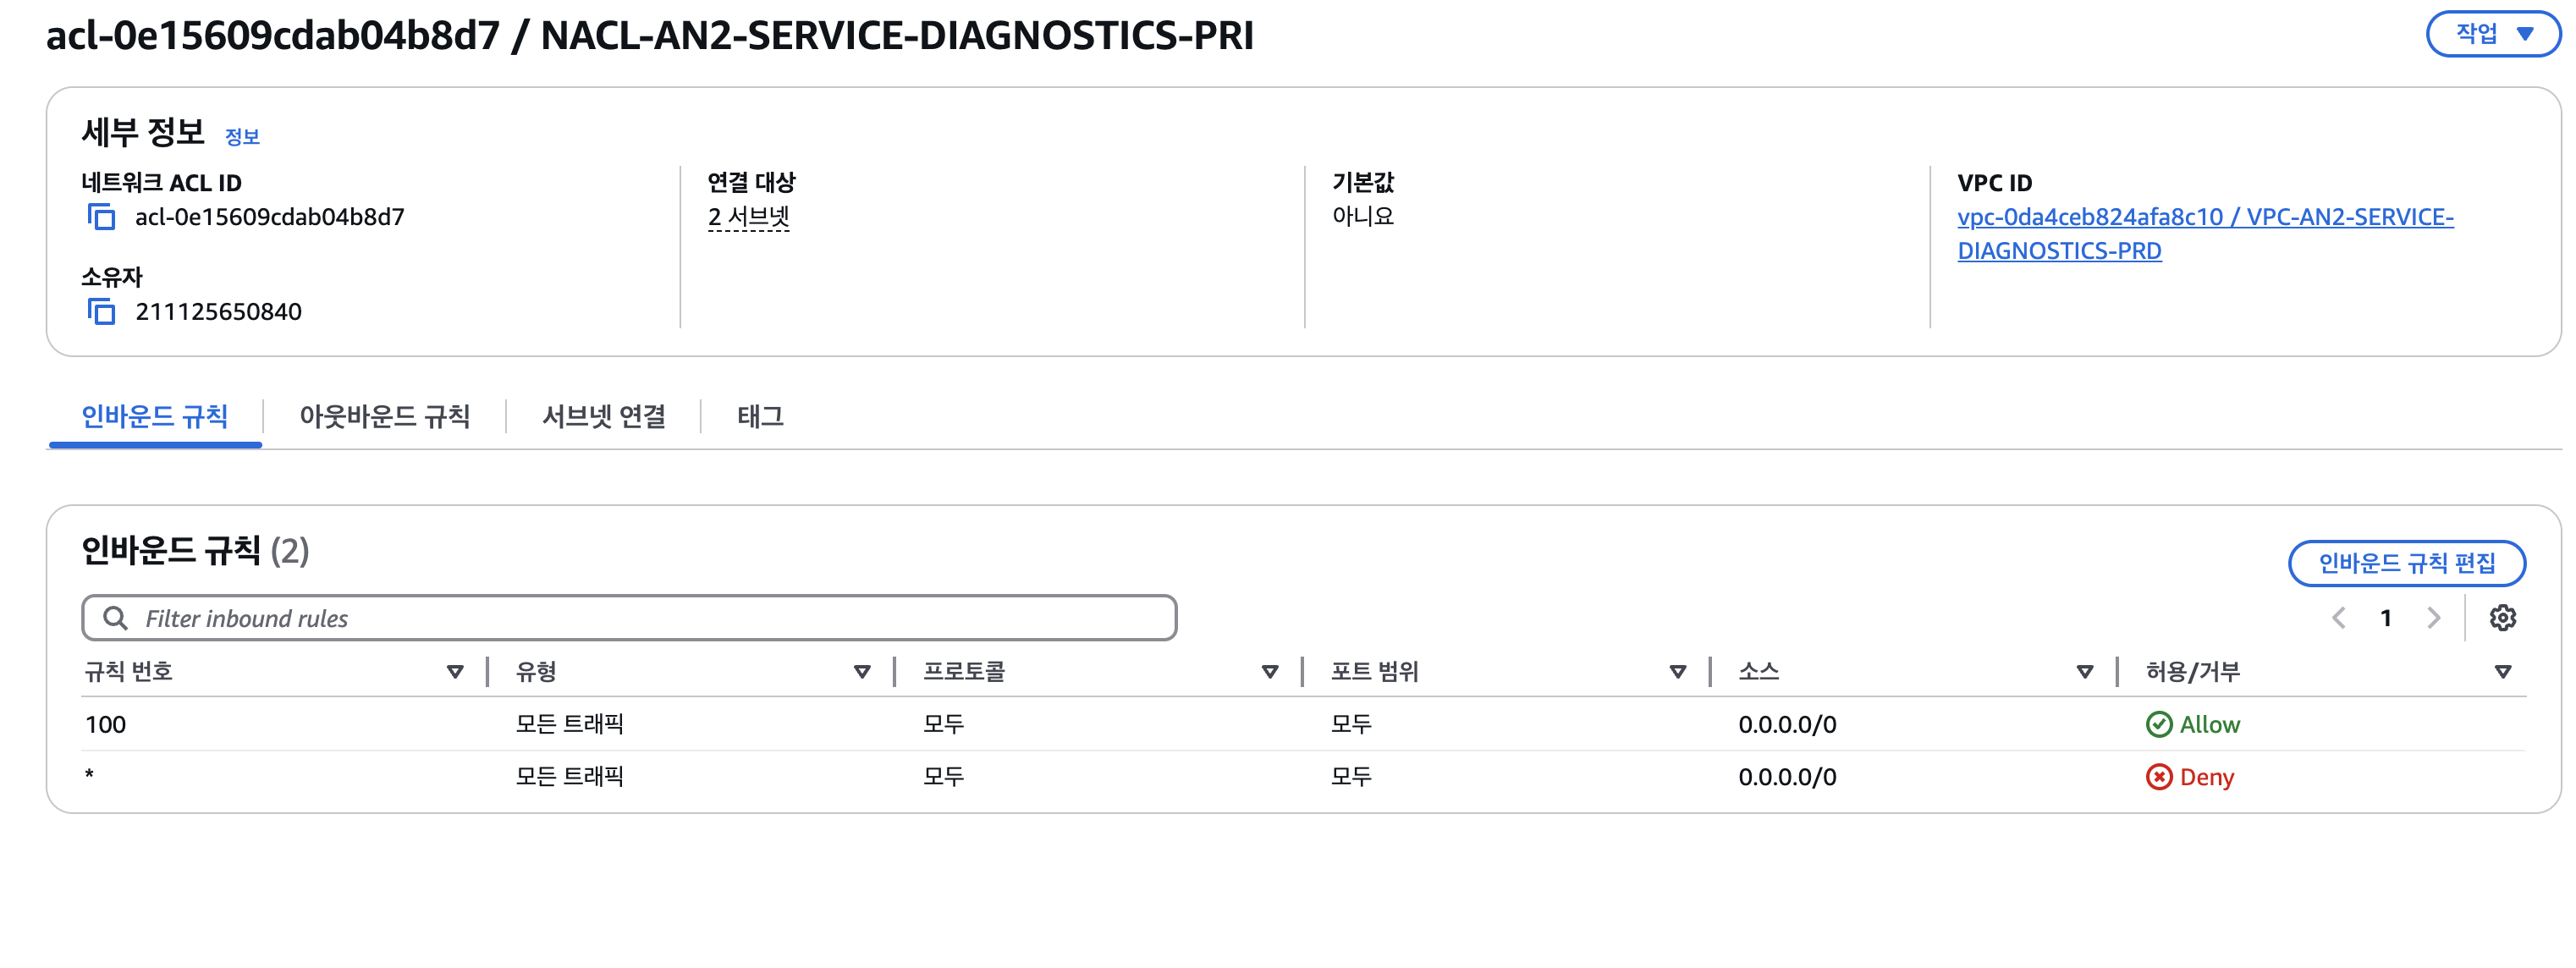 acl-0e15609cdab04b8d7 / NACL-AN2-SERVICE-DIAGNOSTICS-PRI
작업
세부 정보 정보
네트워크 ACL ID
acl-0e15609cdab04b8d7
소유자
211125650840
연결 대상
2 서브넷
기본값
아니요
VPC ID
vpc-0da4ceb824afa8c10 / VPC-AN2-SERVICE-
DIAGNOSTICS-PRD
인바운드 규칙 아웃바운드 규칙 서브넷 연결 태그
인바운드 규칙 (2)
인바운드 규칙 편집
Filter inbound rules
1
규칙 번호 유형 프로토콜 포트 범위 소스 허용/거부
100 모든 트래픽 모두 모두 0.0.0.0/0 Allow
* 모든 트래픽 모두 모두 0.0.0.0/0 Deny